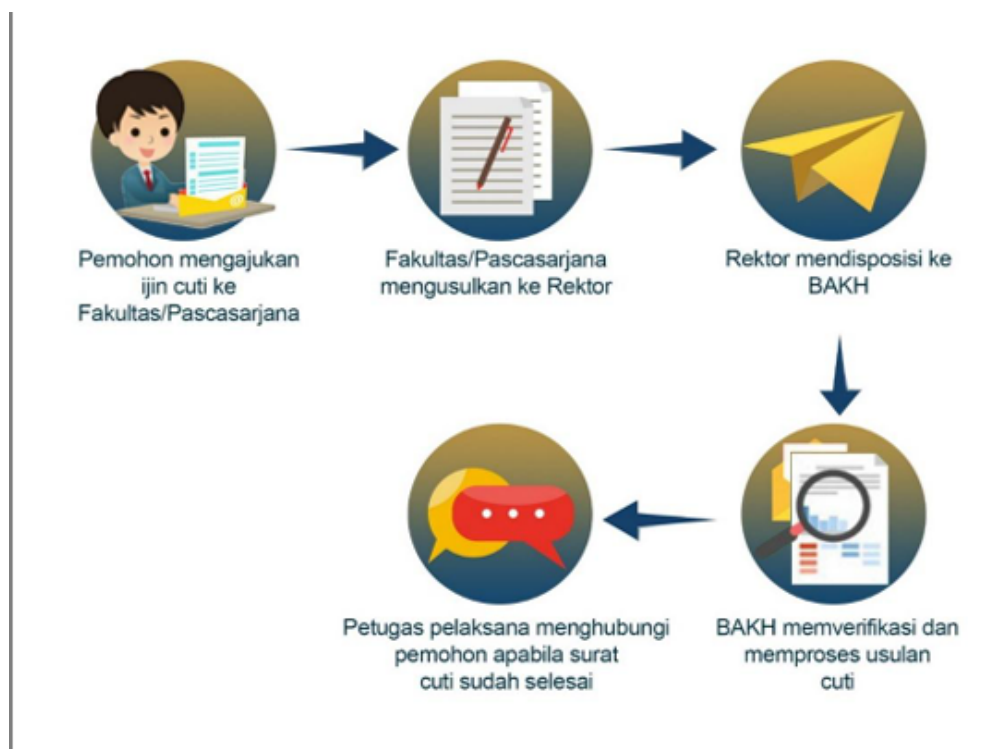 Pemohon mengajukan
ijin cuti ke
Fakultas/Pascasarjana
Fakultas/Pascasarjana
mengusulkan ke Rektor
Rektor mendisposisi ke
BAKH
BAKH memverifikasi dan
memproses usulan
cuti
Petugas pelaksana menghubungi
pemohon apabila surat
cuti sudah selesai